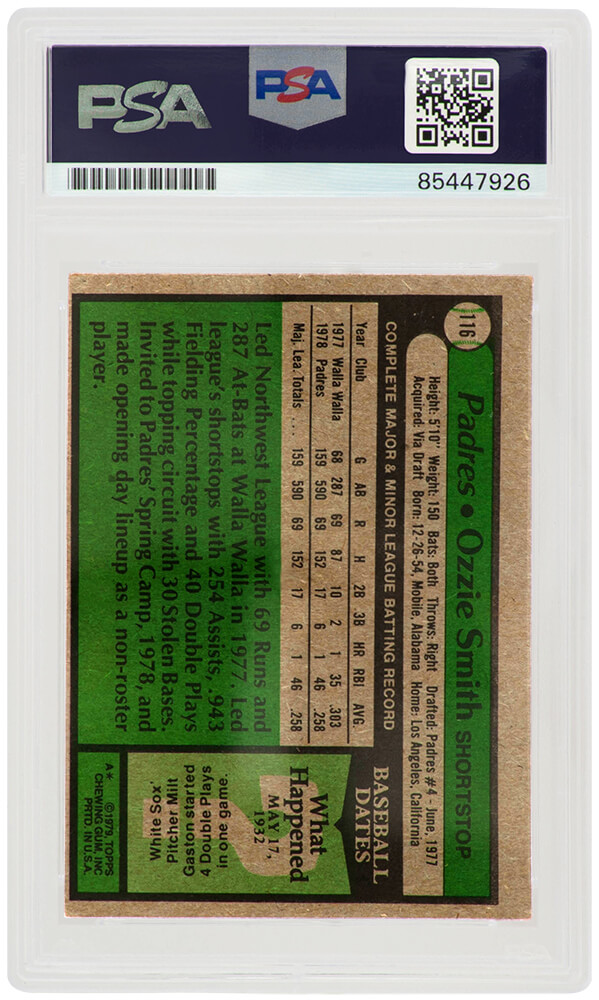 PSA
PSA
85447926
116
Padres • Ozzie Smith SHORTSTOP
Height: 5'10" Weight: 150 Bats: Both Throws: Right Drafted: Padres #4 - June, 1977
Acquired: Via Draft Born: 12-26-54, Mobile, Alabama Home: Los Angeles, California
COMPLETE MAJOR & MINOR LEAGUE BATTING RECORD
Year Club G AB R H 2B 3B HR RBI AVG.
1977 Walla Walla 68 287 69 87 10 2 1 35 .303
1978 Padres 159 590 69 152 17 6 1 46 .258
Maj. Lea. Totals .... 159 590 69 152 17 6 1 46 .258
Led Northwest League with 69 Runs and
287 At-Bats at Walla Walla in 1977. Led
league's shortstops with 254 Assists, .943
Fielding Percentage and 40 Double Plays
while topping circuit with 30 Stolen Bases.
Invited to Padres' Spring Camp, 1978, and
made opening day lineup as a non-roster
player.
BASEBALL
DATES
What
Happened
MAY 17,
1932?
White Sox'
Pitcher Milt
Gaston started
4 Double Plays
in one game.
A* ©1979, TOPPS
CHEWING GUM, INC
PRTD. IN U.S.A.